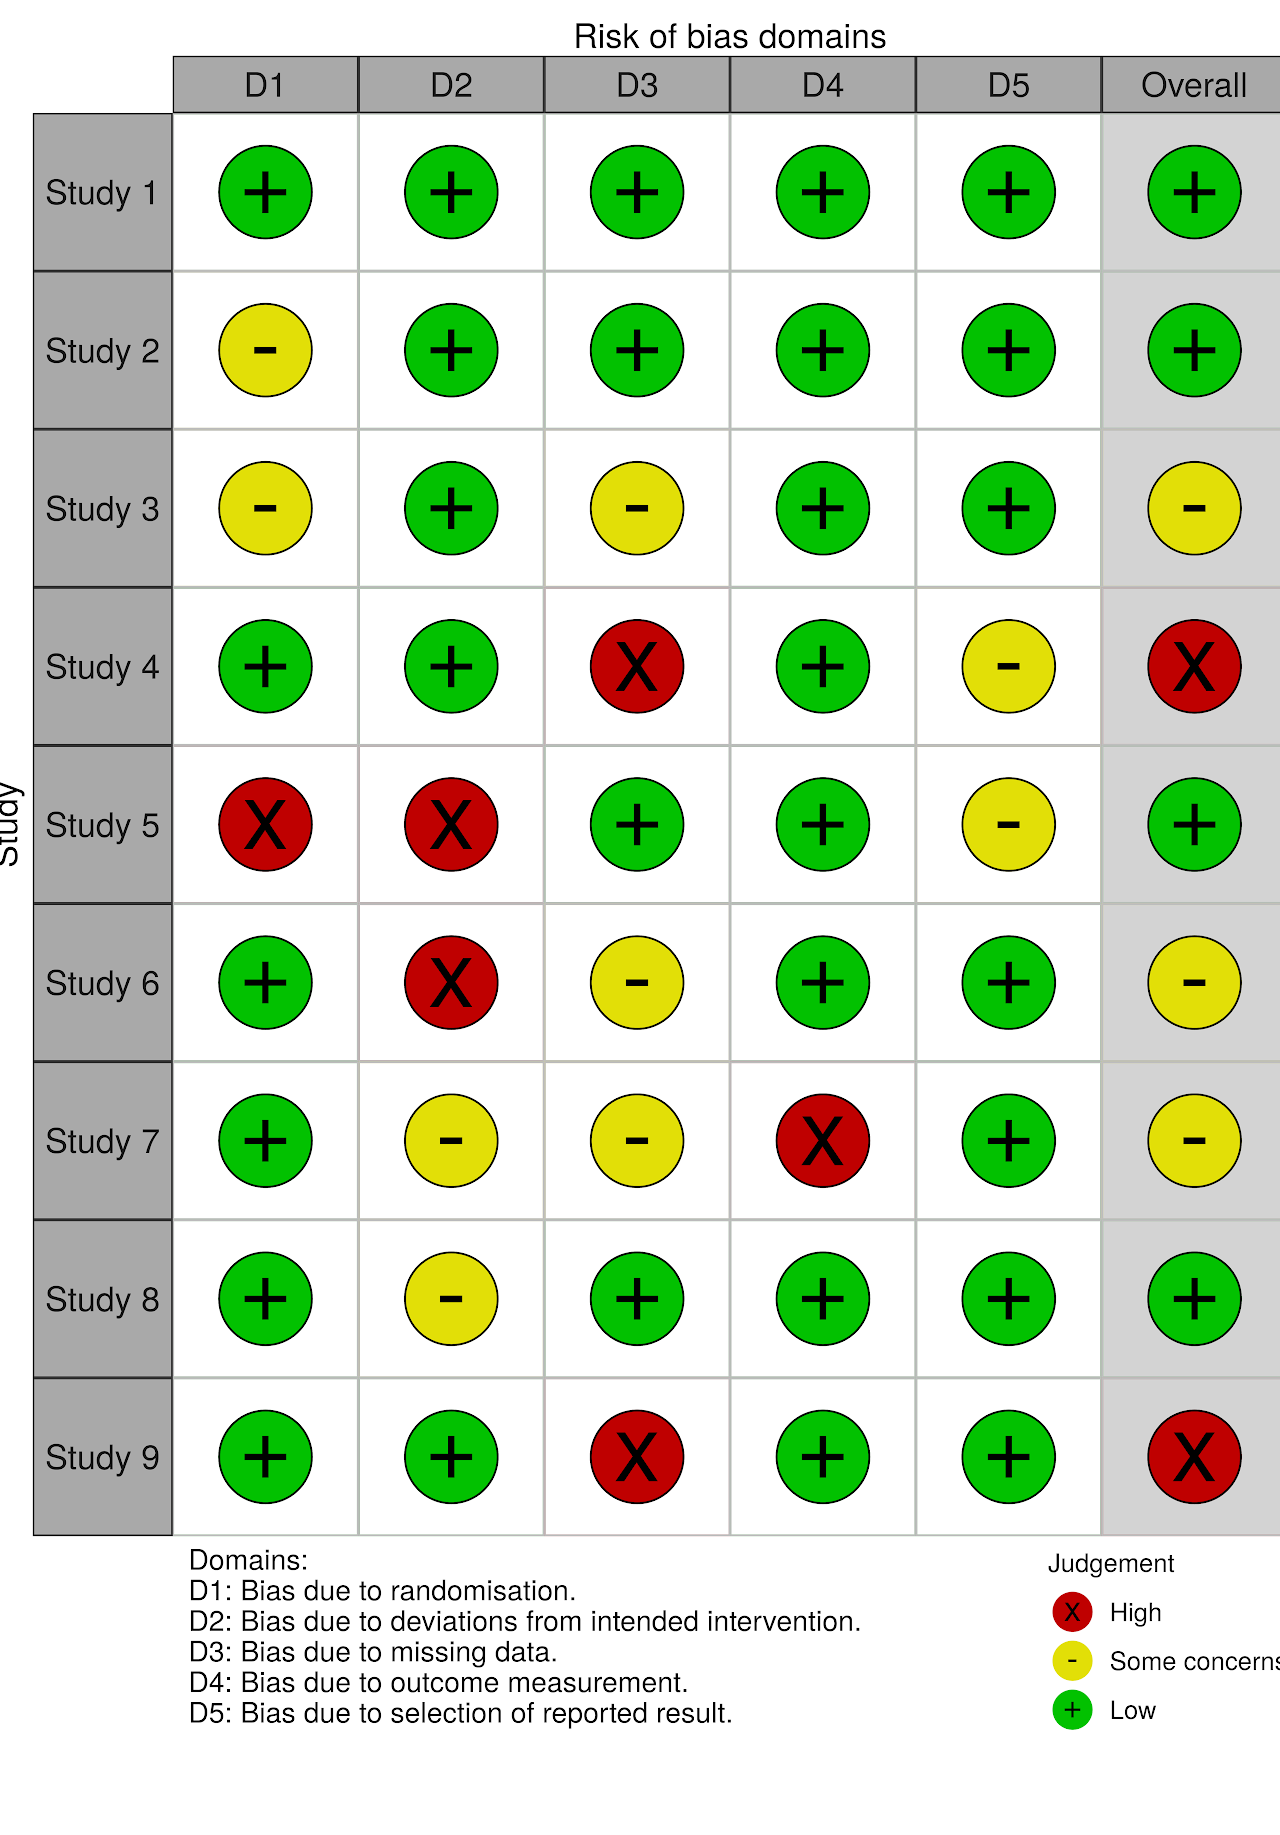 Risk of bias domains
D1 D2 D3 D4 D5 Overall
Study 1 + + + + + +
Study 2 - + + + + +
Study 3 - + - + + -
Study 4 + + X + - X
Study 5 X X + + - +
Study
Study 6 + X - + + -
Study 7 + - - X + -
Study 8 + - + + + +
Study 9 + + X + + X
Domains:
D1: Bias due to randomisation.
D2: Bias due to deviations from intended intervention.
D3: Bias due to missing data.
D4: Bias due to outcome measurement.
D5: Bias due to selection of reported result.
Judgement
X High
- Some concerns
+ Low